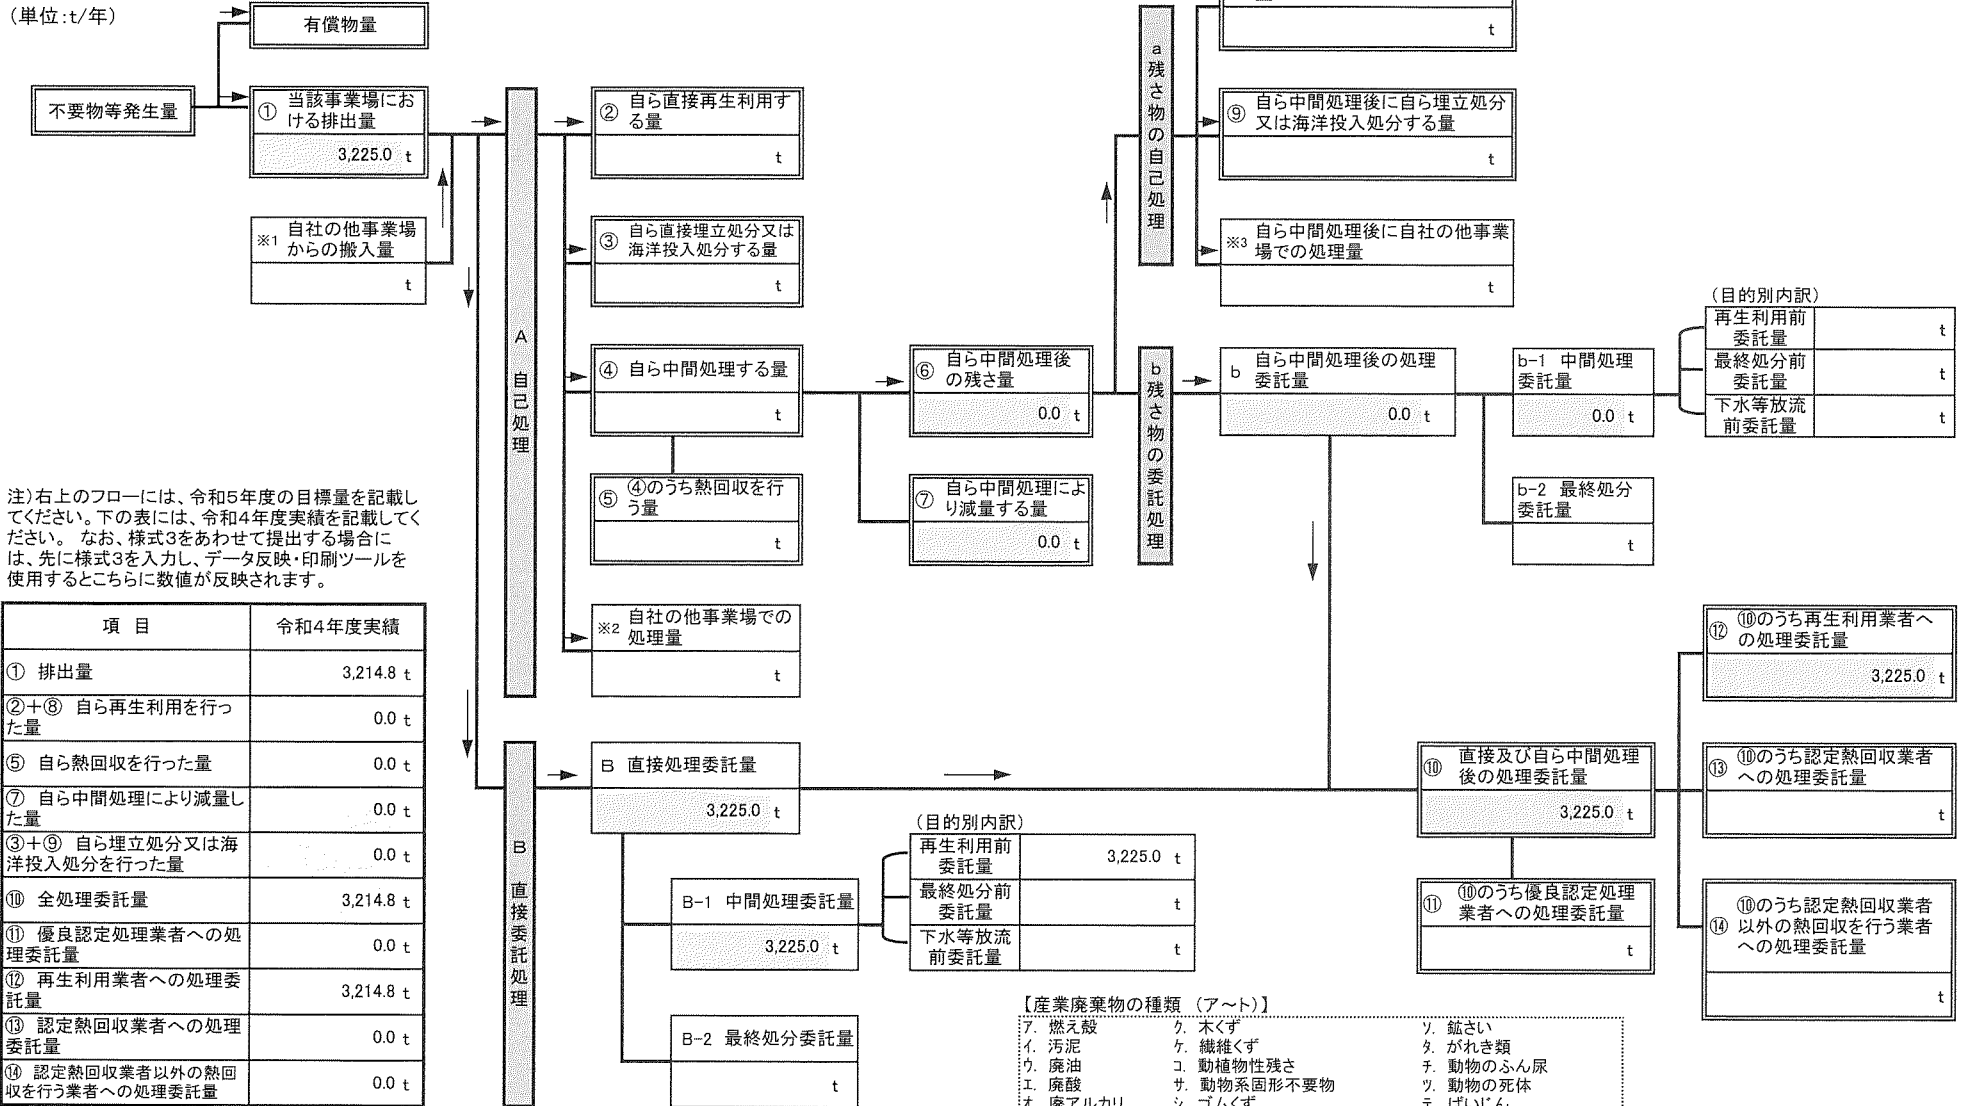 (単位:t/年)
有償物量
不要物等発生量
① 当該事業場にお
ける排出量
3,225.0 t
※1 自社の他事業場
からの搬入量
t
A 自己処理
② 自ら直接再生利用す
る量
t
③ 自ら直接埋立処分又は
海洋投入処分する量
t
④ 自ら中間処理する量
t
⑤ ④のうち熱回収を行
う量
t
※2 自社の他事業場での
処理量
t
⑥ 自ら中間処理後
の残さ量
0.0 t
⑦ 自ら中間処理によ
り減量する量
0.0 t
a 残さ物の自己処理
t
⑨ 自ら中間処理後に自ら埋立処分
又は海洋投入処分する量
t
※3 自ら中間処理後に自社の他事業
場での処理量
t
b 残さ物の委託処理
b 自ら中間処理後の処理
委託量
0.0 t
b-1 中間処理
委託量
0.0 t
b-2 最終処分
委託量
t
(目的別内訳)
再生利用前
委託量
t
最終処分前
委託量
t
下水等放流
前委託量
t
注)右上のフローには、令和5年度の目標量を記載し
てください。下の表には、令和4年度実績を記載してく
ださい。 なお、様式3をあわせて提出する場合に
は、先に様式3を入力し、データ反映・印刷ツールを
使用するとこちらに数値が反映されます。
項 目 令和4年度実績
① 排出量 3,214.8 t
②+⑧ 自ら再生利用を行っ
た量 0.0 t
⑤ 自ら熱回収を行った量 0.0 t
⑦ 自ら中間処理により減量し
た量 0.0 t
③+⑨ 自ら埋立処分又は海
洋投入処分を行った量 0.0 t
⑩ 全処理委託量 3,214.8 t
⑪ 優良認定処理業者への処
理委託量 0.0 t
⑫ 再生利用業者への処理委
託量 3,214.8 t
⑬ 認定熱回収業者への処理
委託量 0.0 t
⑭ 認定熱回収業者以外の熱回
収を行う業者への処理委託量 0.0 t
B 直接委託処理
B 直接処理委託量
3,225.0 t
B-1 中間処理委託量
3,225.0 t
B-2 最終処分委託量
t
(目的別内訳)
再生利用前
委託量
3,225.0 t
最終処分前
委託量
t
下水等放流
前委託量
t
⑩ 直接及び自ら中間処理
後の処理委託量
3,225.0 t
⑪ ⑩のうち優良認定処理
業者への処理委託量
t
⑫ ⑩のうち再生利用業者へ
の処理委託量
3,225.0 t
⑬ ⑩のうち認定熱回収業者
への処理委託量
t
⑭ ⑩のうち認定熱回収業者
以外の熱回収を行う業者
への処理委託量
t
【産業廃棄物の種類 (ア~ト)】
ア. 燃え殻 ク. 木くず ソ. 鉱さい
イ. 汚泥 ケ. 繊維くず タ. がれき類
ウ. 廃油 コ. 動植物性残さ チ. 動物のふん尿
エ. 廃酸 サ. 動物系固形不要物 ツ. 動物の死体
オ. 廃アルカリ シ. ゴムくず テ. ばいじん